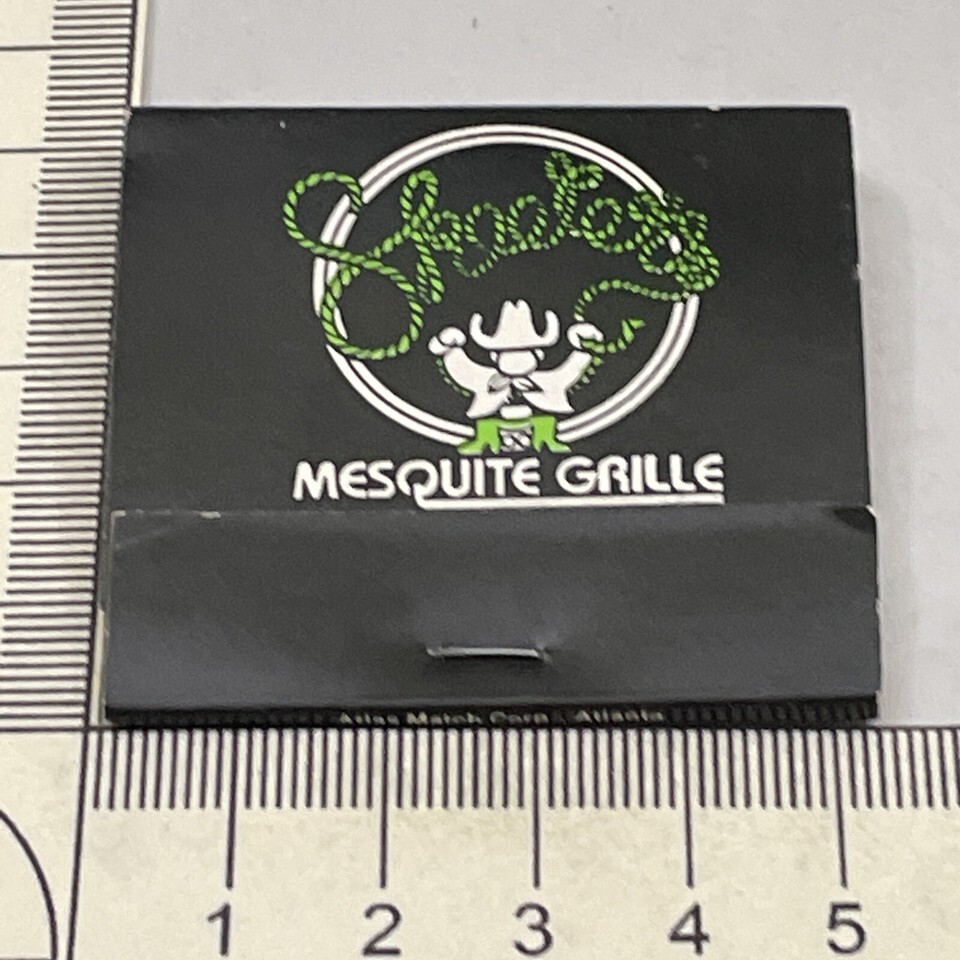 Shooters
MESQUITE GRILLE
Atlas Match Corp., Atlanta
1 2 3 4 5